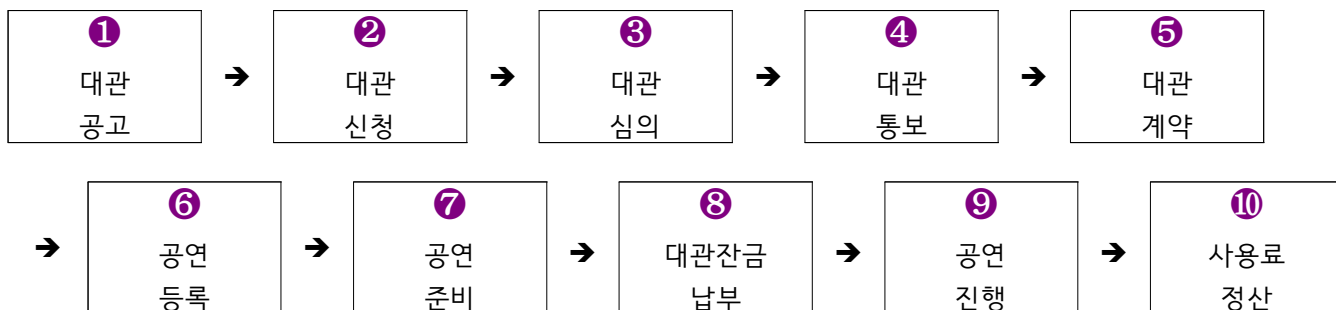 ❶ ❷ ❸ ❹ ❺
대관 ➔ 대관 ➔ 대관 ➔ 대관 ➔ 대관
공고 신청 심의 통보 계약
❻ ❼ ❽ ❾ ❿
➔ 공연 ➔ 공연 ➔ 대관잔금 ➔ 공연 ➔ 사용료
등록 준비 납부 진행 정산